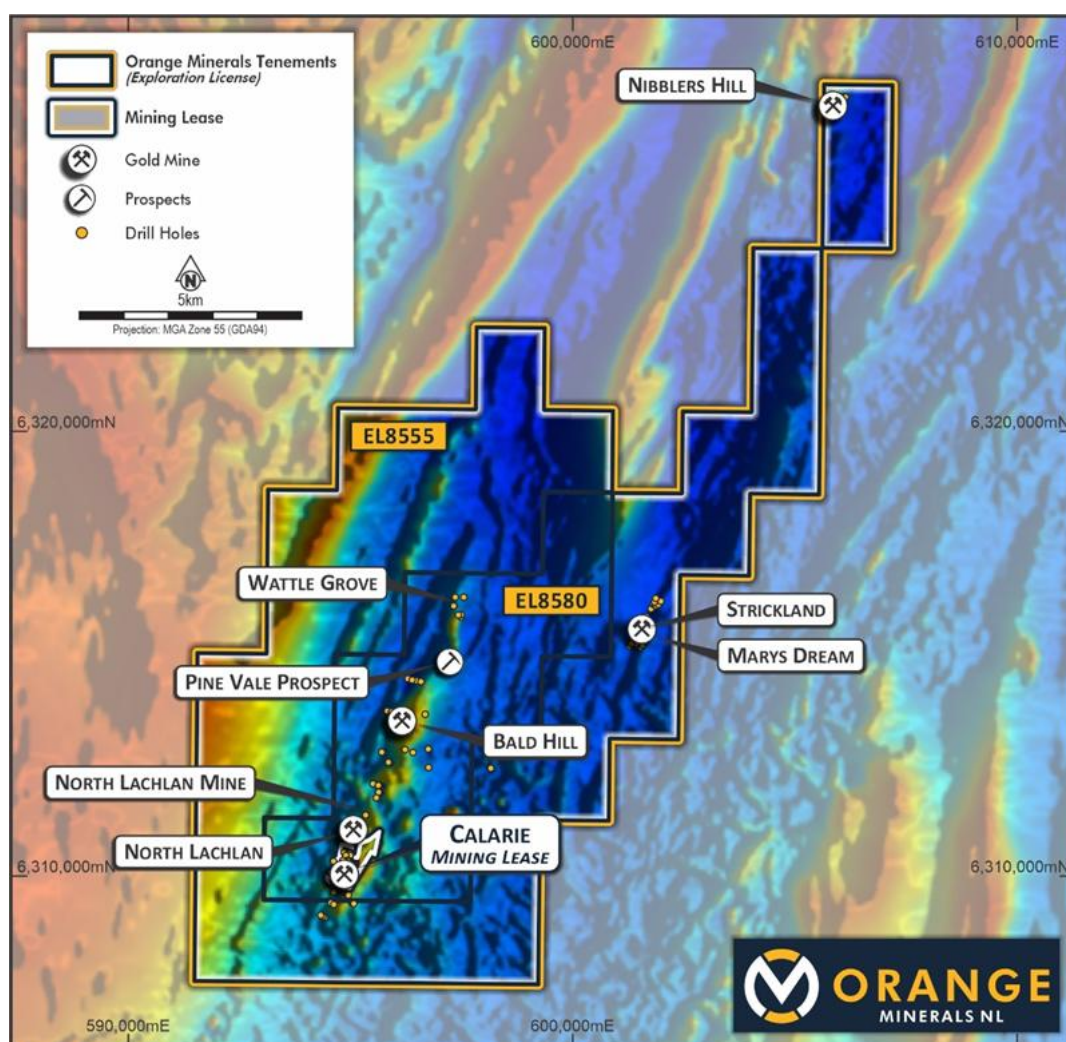 600,000mE
610,000mE
Orange Minerals Tenements
(Exploration License)
Mining Lease
Gold Mine
Prospects
Drill Holes
N
5km
Projection: MGA Zone 55 (GDA94)
NIBBLERS HILL
6,320,000mN
6,320,000mN
EL8555
WATTLE GROVE
EL8580
STRICKLAND
MARYS DREAM
PINE VALE PROSPECT
BALD HILL
NORTH LACHLAN MINE
NORTH LACHLAN
CALARIE
MINING LEASE
6,310,000mN
6,310,000mN
ORANGE
MINERALS NL
590,000mE
600,000mE